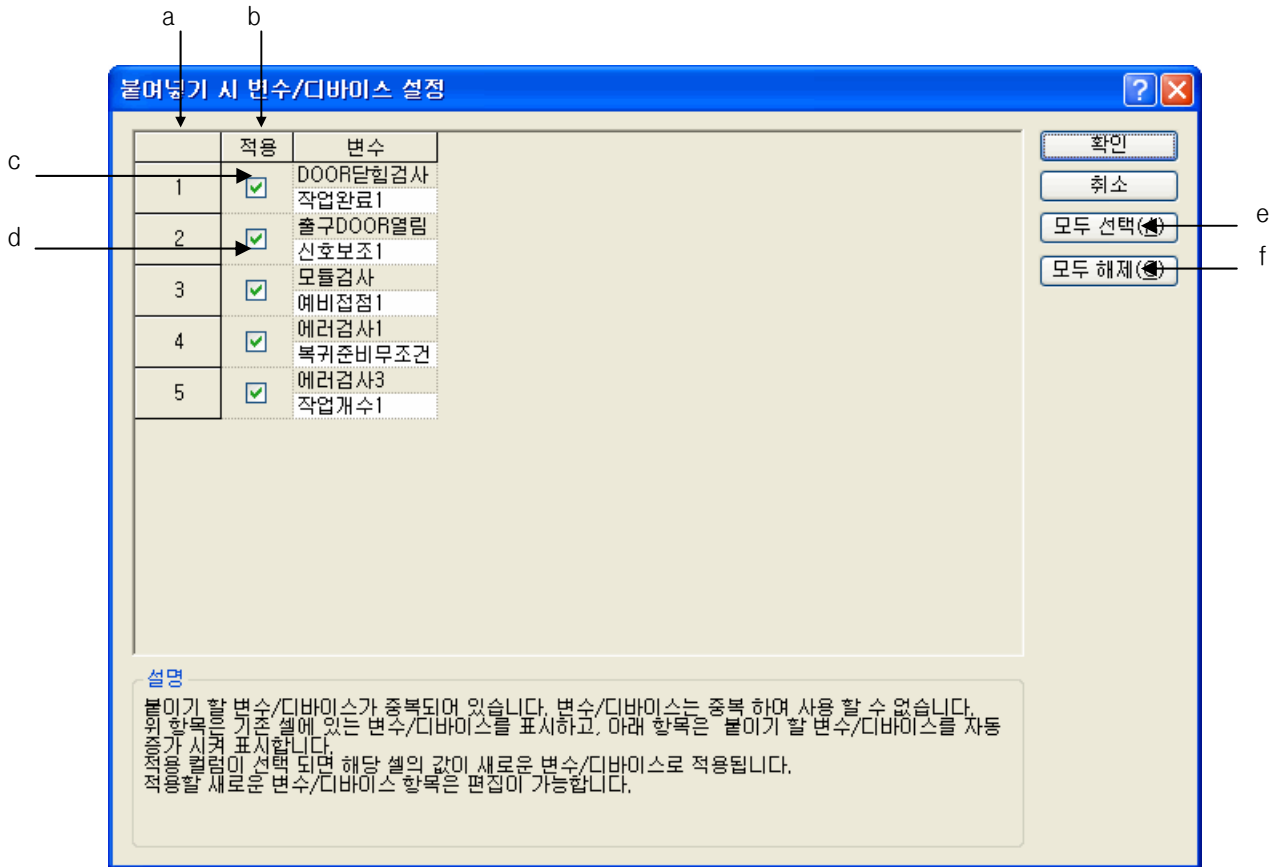 a b
붙여넣기 시 변수/디바이스 설정
적용 변수 확인
c DOOR닫힘검사
1 작업완료1 취소
출구DOOR열림 모두 선택 e
d 2 신호보조1
모듈검사 모두 해제 f
3 예비접점1
에러검사1
4 복귀준비무조건
에러검사3
5 작업개수1
설명
붙이기 할 변수/디바이스가 중복되어 있습니다. 변수/디바이스는 중복 하여 사용 할 수 없습니다.
위 항목은 기존 셀에 있는 변수/디바이스를 표시하고, 아래 항목은 붙이기 할 변수/디바이스를 자동
증가 시켜 표시합니다.
적용 컬럼이 선택 되면 해당 셀의 값이 새로운 변수/디바이스로 적용됩니다.
적용할 새로운 변수/디바이스 항목은 편집이 가능합니다.